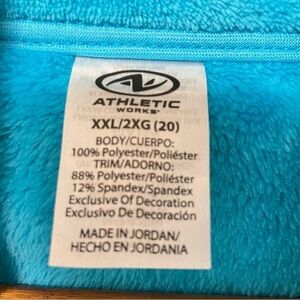 ATHLETIC
WORKS®
XXL/2XG (20)
BODY/CUERPO:
100% Polyester/Poliéster
TRIM/ADORNO:
88% Polyester/Poliéster
12% Spandex/Spandex
Exclusive Of Decoration
Exclusivo De Decoración
MADE IN JORDAN/
HECHO EN JORDANIA